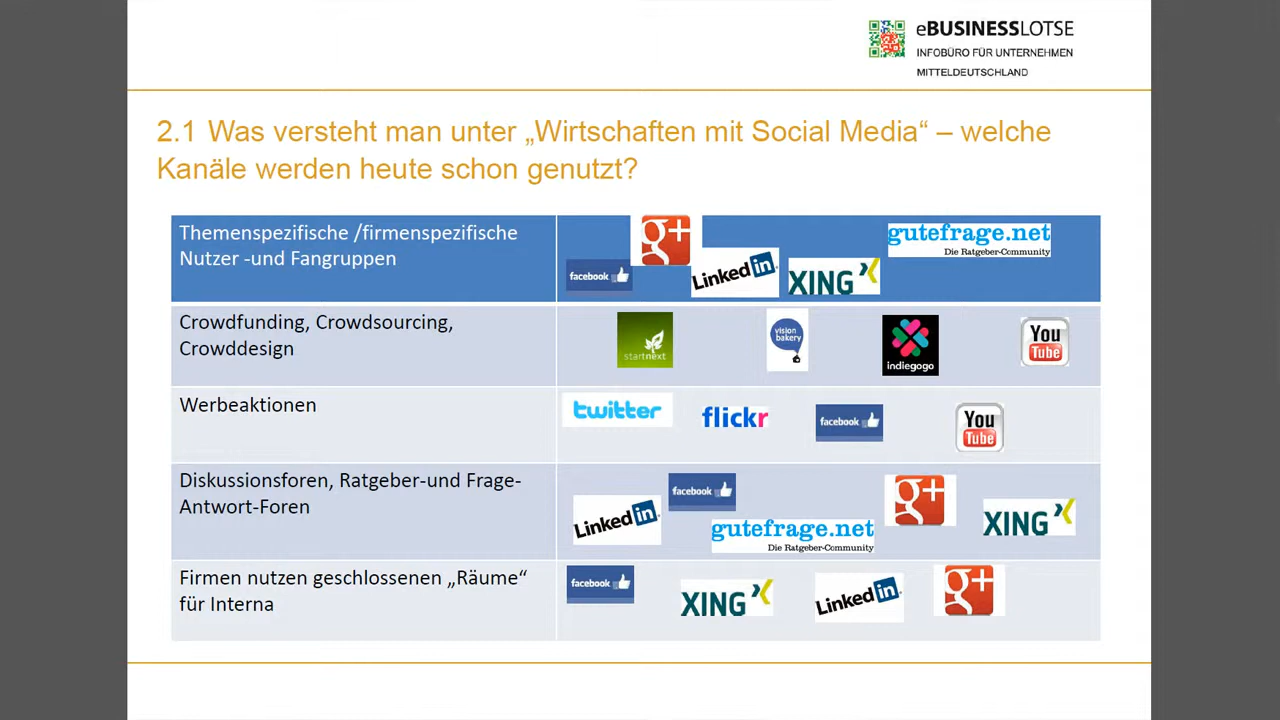 eBUSINESSLOTSE
INFOBÜRO FÜR UNTERNEHMEN
MITTELDEUTSCHLAND
2.1 Was versteht man unter „Wirtschaften mit Social Media“ – welche
Kanäle werden heute schon genutzt?
Themenspezifische /firmenspezifische
Nutzer -und Fangruppen
facebook
g+
Linked in
XING
gutefrage.net
Die Ratgeber-Community
Crowdfunding, Crowdsourcing,
Crowddesign
startnext
vision
bakery
indiegogo
You
Tube
Werbeaktionen
twitter
flickr
facebook
You
Tube
Diskussionsforen, Ratgeber-und Frage-
Antwort-Foren
Linked in
facebook
gutefrage.net
Die Ratgeber-Community
g+
XING
Firmen nutzen geschlossenen „Räume“
für Interna
facebook
XING
Linked in
g+